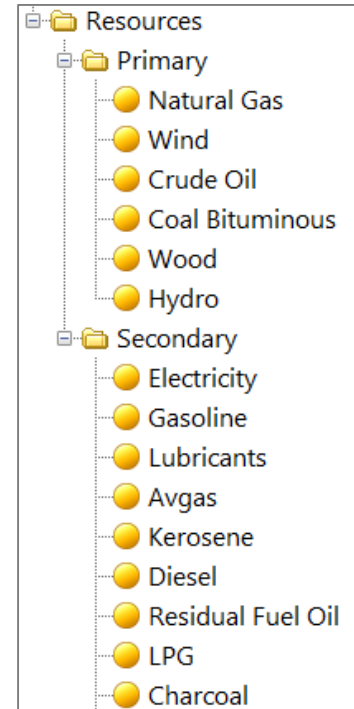 Resources
Primary
Natural Gas
Wind
Crude Oil
Coal Bituminous
Wood
Hydro
Secondary
Electricity
Gasoline
Lubricants
Avgas
Kerosene
Diesel
Residual Fuel Oil
LPG
Charcoal